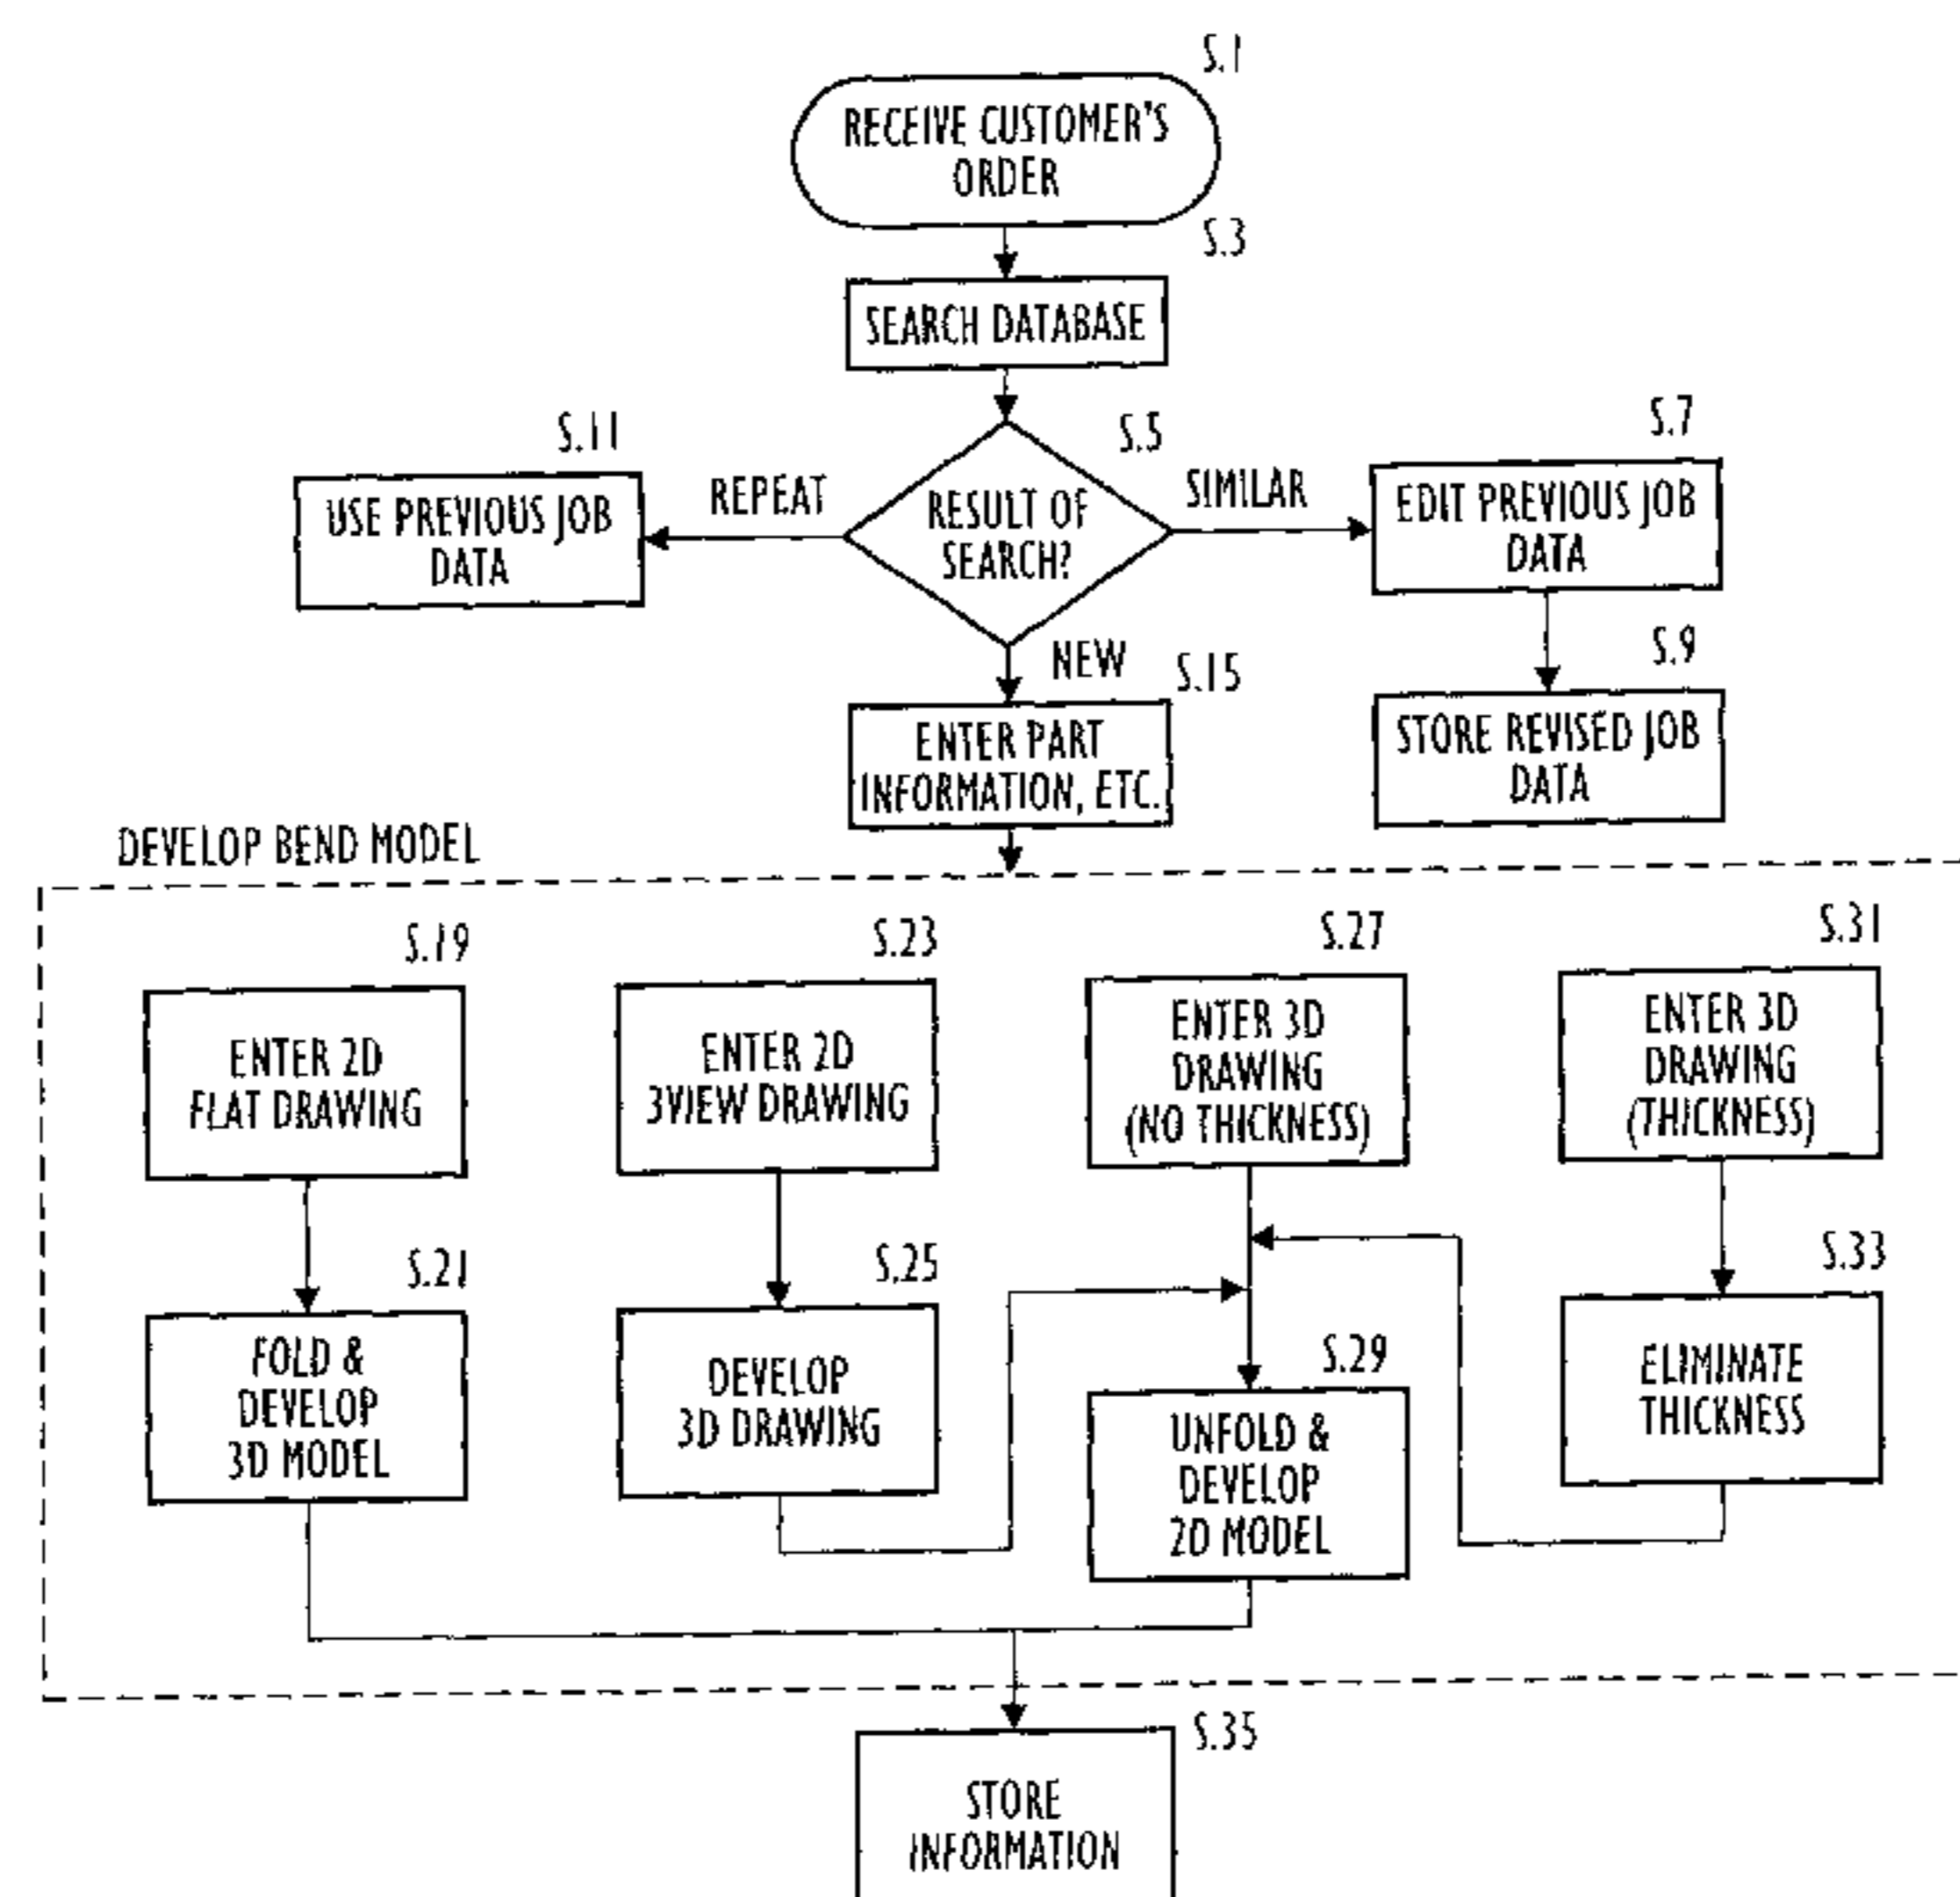 S.1
RECEIVE CUSTOMER'S
ORDER
S.3
SEARCH DATABASE
S.5
RESULT OF
SEARCH?
REPEAT
S.11
USE PREVIOUS JOB
DATA
SIMILAR
S.7
EDIT PREVIOUS JOB
DATA
S.9
STORE REVISED JOB
DATA
NEW
S.15
ENTER PART
INFORMATION, ETC.
DEVELOP BEND MODEL
S.19
ENTER 2D
FLAT DRAWING
S.21
FOLD &
DEVELOP
3D MODEL
S.23
ENTER 2D
3VIEW DRAWING
S.25
DEVELOP
3D DRAWING
S.27
ENTER 3D
DRAWING
(NO THICKNESS)
S.29
UNFOLD &
DEVELOP
2D MODEL
S.31
ENTER 3D
DRAWING
(THICKNESS)
S.33
ELIMINATE
THICKNESS
S.35
STORE
INFORMATION